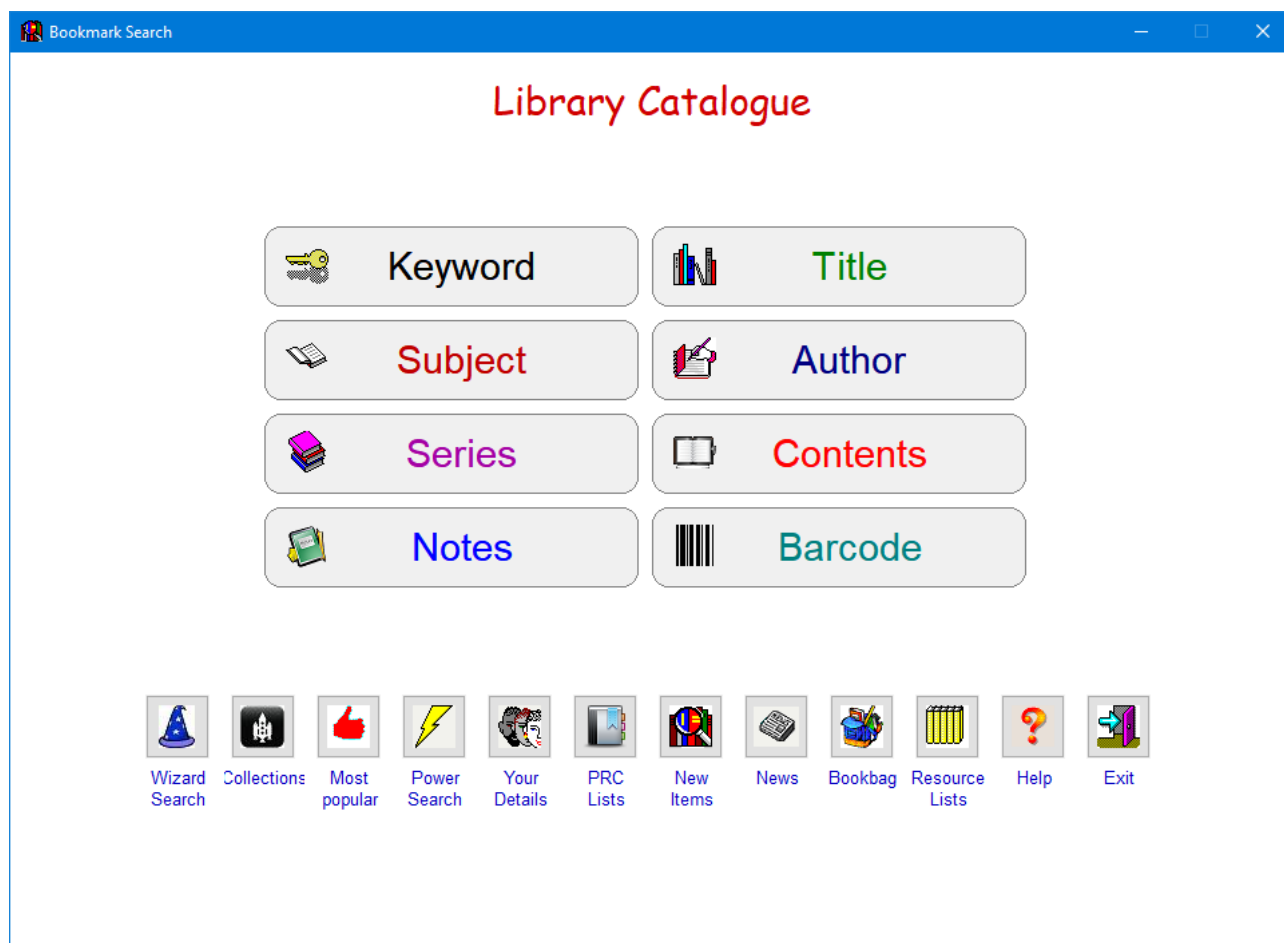 Bookmark Search
Library Catalogue
Keyword
Title
Subject
Author
Series
Contents
Notes
Barcode
Wizard
Search
Collections
Most
popular
Power
Search
Your
Details
PRC
Lists
New
Items
News
Bookbag
Resource
Lists
Help
Exit